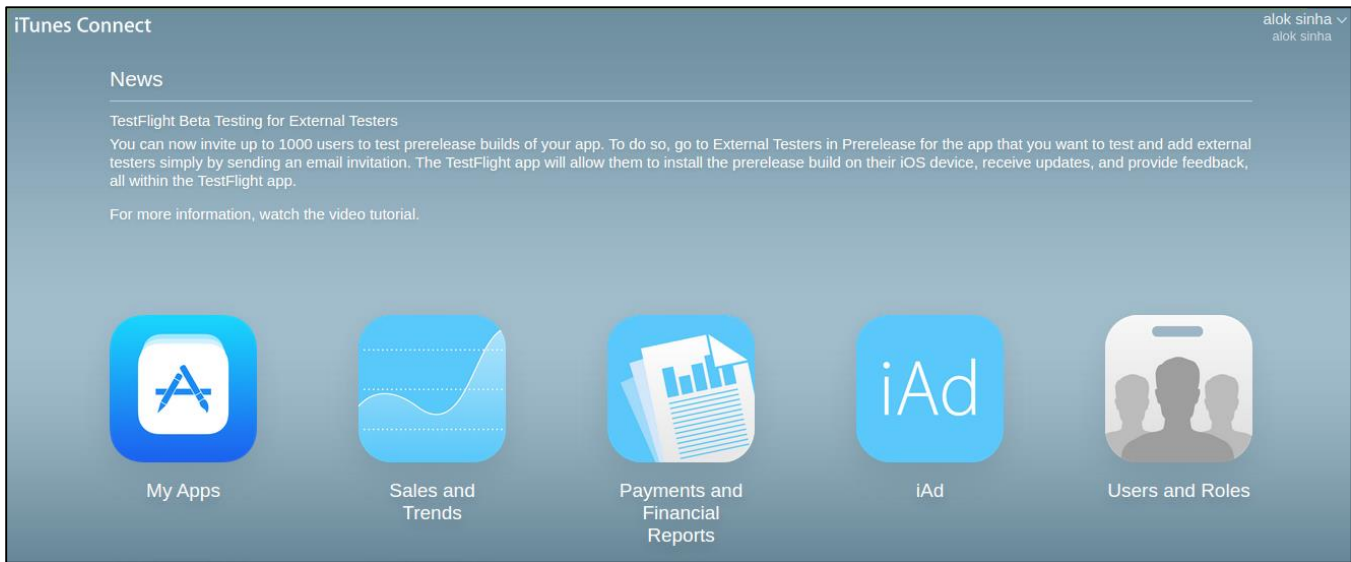 iTunes Connect
alok sinha
alok sinha
News
TestFlight Beta Testing for External Testers
You can now invite up to 1000 users to test prerelease builds of your app. To do so, go to External Testers in Prerelease for the app that you want to test and add external
testers simply by sending an email invitation. The TestFlight app will allow them to install the prerelease build on their iOS device, receive updates, and provide feedback,
all within the TestFlight app.
For more information, watch the video tutorial.
iAd
My Apps
Sales and
Trends
Payments and
Financial
Reports
iAd
Users and Roles